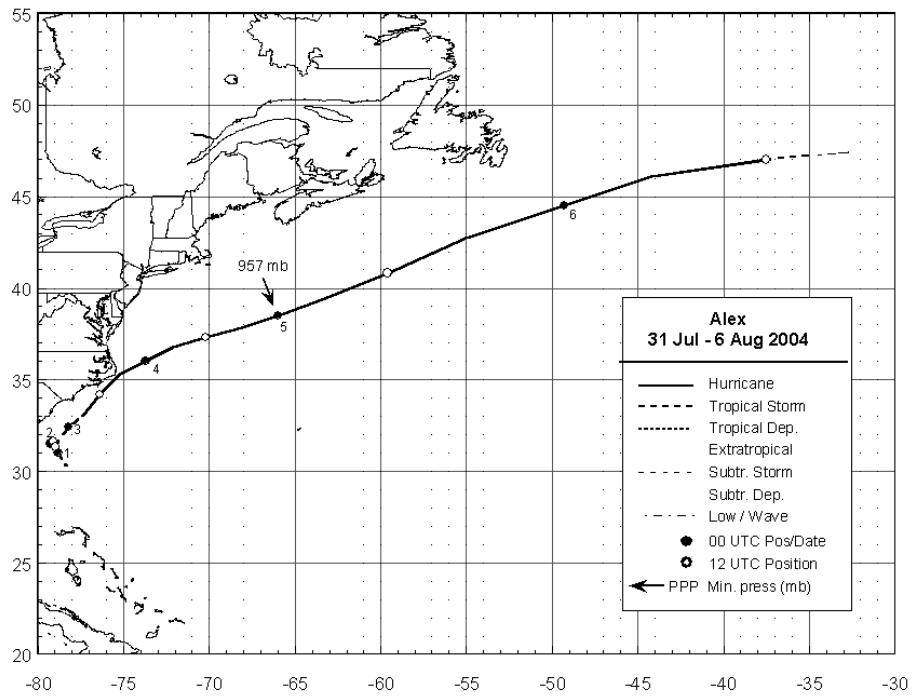 55
50
45
40
35
30
25
20
-80
-75
-70
-65
-60
-55
-50
-45
-40
-35
-30
957 mb
1
2
3
4
5
6
Alex
31 Jul - 6 Aug 2004
Hurricane
Tropical Storm
Tropical Dep.
Extratropical
Subtr. Storm
Subtr. Dep.
Low / Wave
00 UTC Pos/Date
12 UTC Position
PPP Min. press (mb)